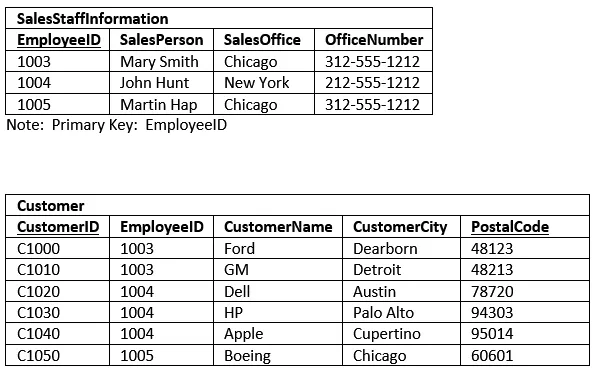 SalesStaffInformation
EmployeeID SalesPerson SalesOffice OfficeNumber
1003 Mary Smith Chicago 312-555-1212
1004 John Hunt New York 212-555-1212
1005 Martin Hap Chicago 312-555-1212
Note: Primary Key: EmployeeID
Customer
CustomerID EmployeeID CustomerName CustomerCity PostalCode
C1000 1003 Ford Dearborn 48123
C1010 1003 GM Detroit 48213
C1020 1004 Dell Austin 78720
C1030 1004 HP Palo Alto 94303
C1040 1004 Apple Cupertino 95014
C1050 1005 Boeing Chicago 60601